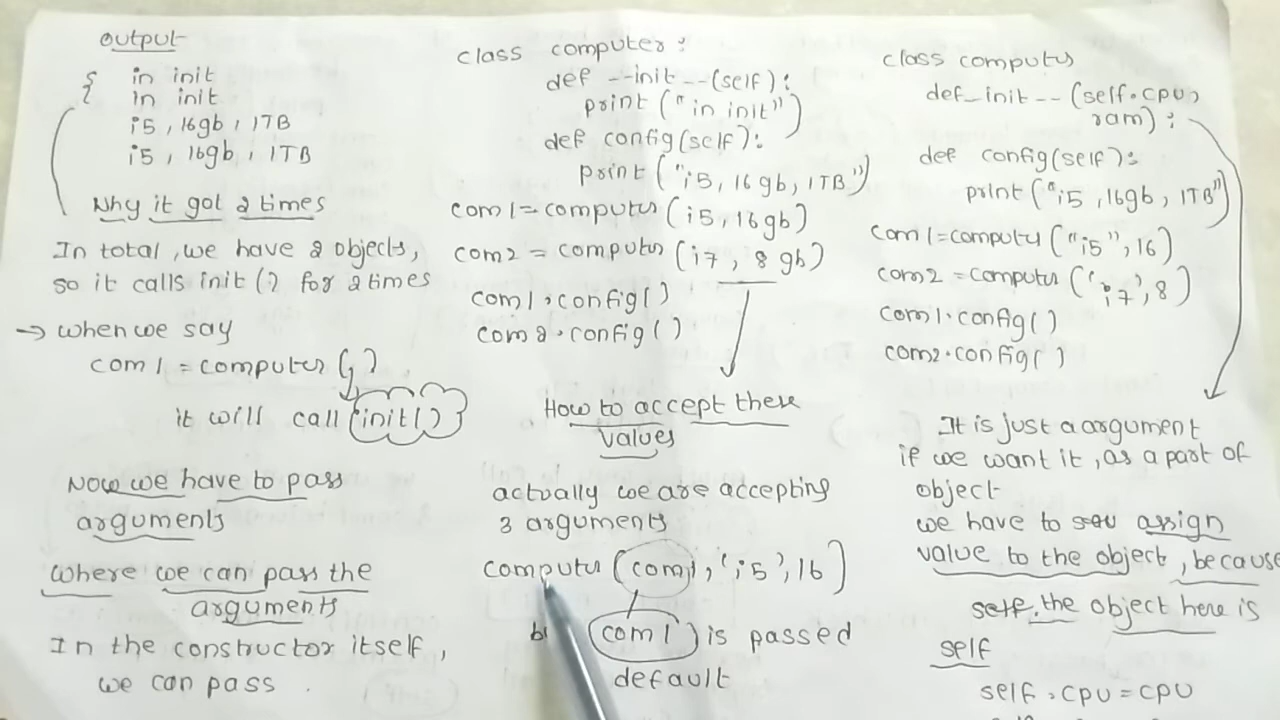 output
in init
in init
i5, 16gb, 1TB
i5, 16gb, 1TB
Why it got 2 times
In total, we have 2 objects,
so it calls init() for 2 times
→ when we say
com1 = computer()
it will call init()
Now we have to pass
arguments
where we can pass the
arguments
In the constructor itself,
we can pass.
class computer:
def __init__(self):
print("in init")
def config(self):
print("i5, 16gb, 1TB")
com1 = computer(i5, 16gb)
com2 = computer(i7, 8gb)
com1.config()
com2.config()
How to accept these
values
actually we are accepting
3 arguments
computer(com1, 'i5', 16)
com1 is passed
default
class computer
def_init__(self.cpu,
ram):
def config(self):
print("i5, 16gb, 1TB")
com1=computer("i5", 16)
com2 = computer('i7', 8)
com1.config()
com2.config()
It is just a argument
if we want it, as a part of
object
we have to assign
value to the object, because
the object here is
self
self.cpu = cpu